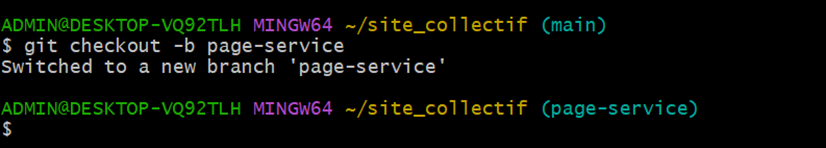 ADMIN@DESKTOP-VQ92TLH MINGW64 ~/site_collectif (main)
$ git checkout -b page-service
Switched to a new branch 'page-service'
ADMIN@DESKTOP-VQ92TLH MINGW64 ~/site_collectif (page-service)
$